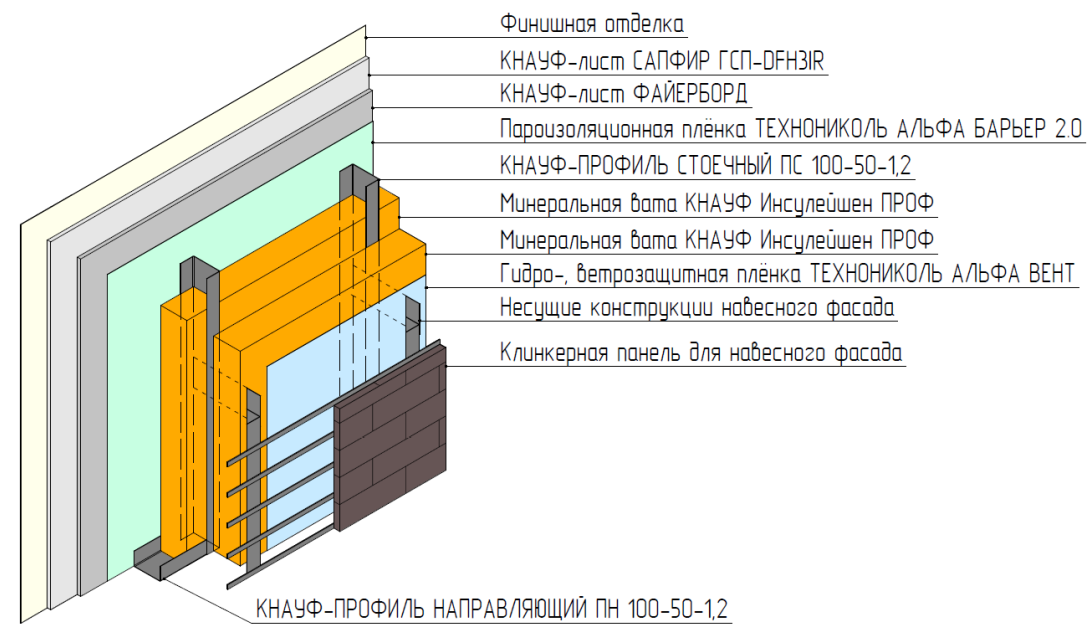 Финишная отделка
КНАУФ-лист САПФИР ГСП-DFH3IR
КНАУФ-лист ФАЙЕРБОРД
Пароизоляционная плёнка ТЕХНОНИКОЛЬ АЛЬФА БАРЬЕР 2.0
КНАУФ-ПРОФИЛЬ СТОЕЧНЫЙ ПС 100-50-1,2
Минеральная вата КНАУФ Инсулейшен ПРОФ
Минеральная вата КНАУФ Инсулейшен ПРОФ
Гидро-, ветрозащитная плёнка ТЕХНОНИКОЛЬ АЛЬФА ВЕНТ
Несущие конструкции навесного фасада
Клинкерная панель для навесного фасада
КНАУФ-ПРОФИЛЬ НАПРАВЛЯЮЩИЙ ПН 100-50-1,2